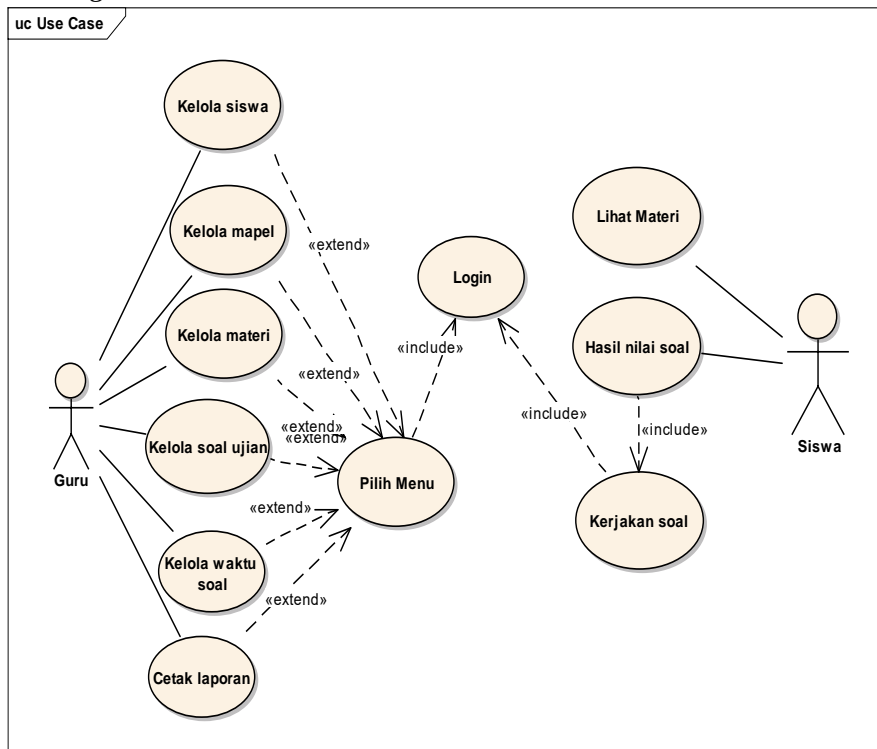 uc Use Case
Kelola siswa
«extend»
Kelola mapel
Lihat Materi
Login
Kelola materi
«extend»
«include»
Hasil nilai soal
«include»
«include»
Siswa
Kelola soal ujian
«extend»
«extend»
Guru
Pilih Menu
«extend»
Kerjakan soal
Kelola waktu
soal
«extend»
Cetak laporan